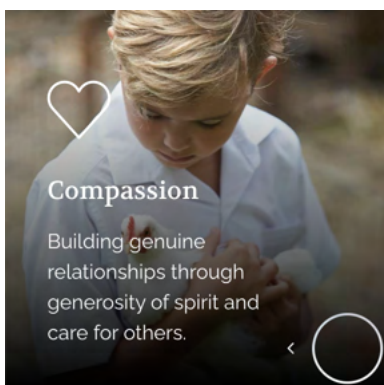 Compassion
Building genuine
relationships through
generosity of spirit and
care for others.